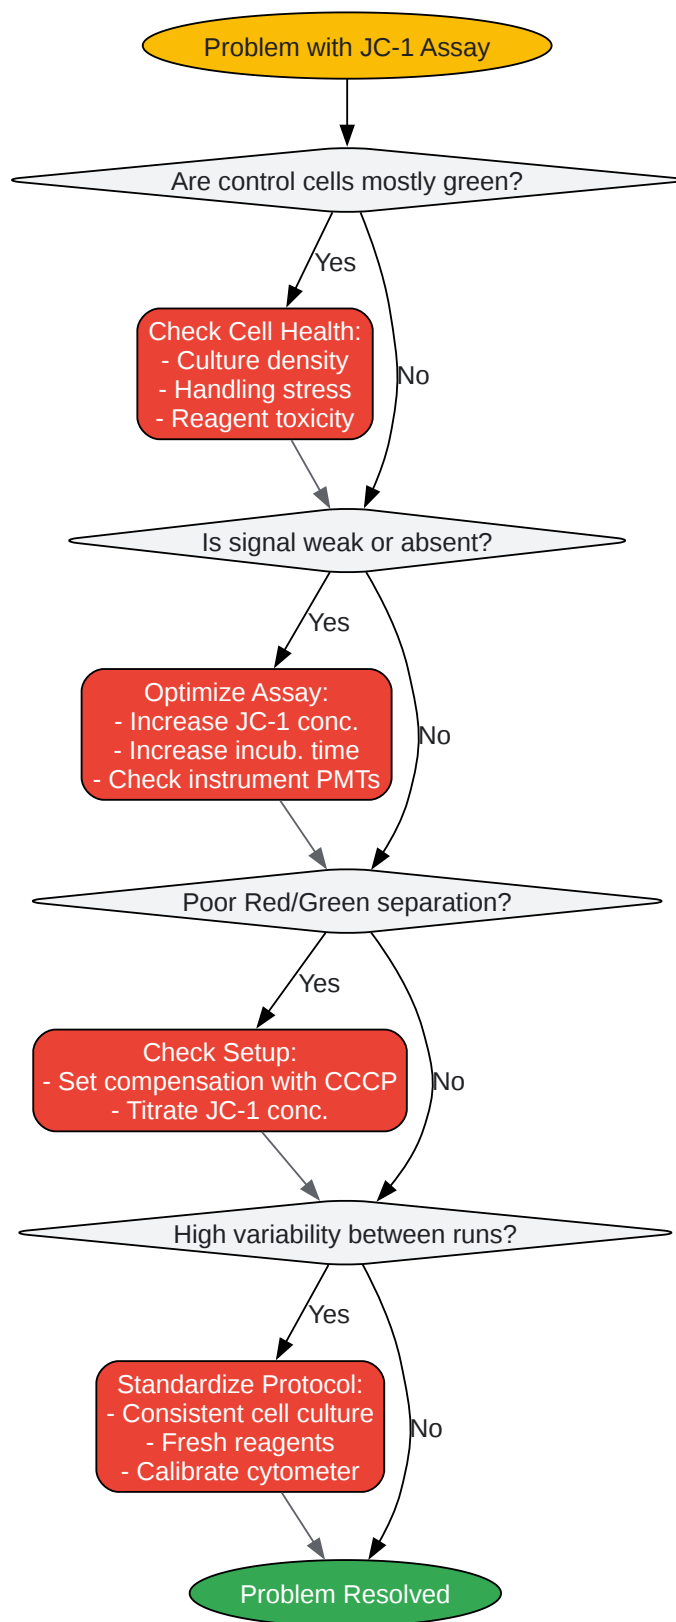 Problem with JC-1 Assay
Are control cells mostly green?
Yes
Check Cell Health:
- Culture density
- Handling stress
- Reagent toxicity
No
Is signal weak or absent?
Yes
Optimize Assay:
- Increase JC-1 conc.
- Increase incub. time
- Check instrument PMTs
No
Poor Red/Green separation?
Yes
Check Setup:
- Set compensation with CCCP
- Titrate JC-1 conc.
No
High variability between runs?
Yes
Standardize Protocol:
- Consistent cell culture
- Fresh reagents
- Calibrate cytometer
No
Problem Resolved